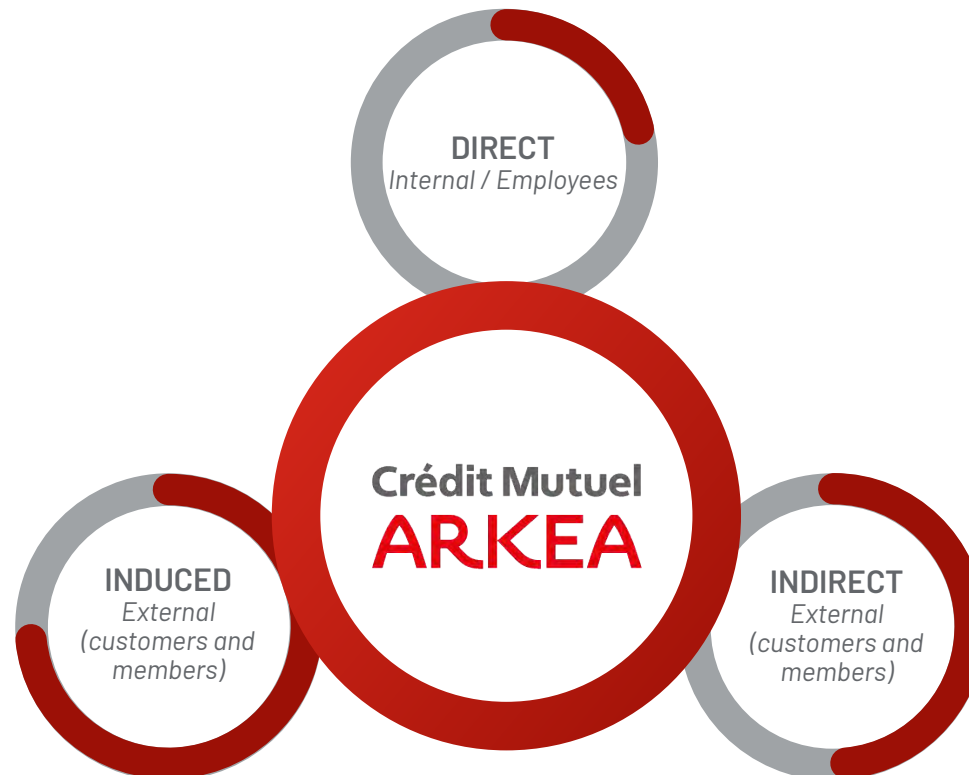 DIRECT
Internal / Employees
Crédit Mutuel
ARKEA
INDUCED
External
(customers and
members)
INDIRECT
External
(customers and
members)